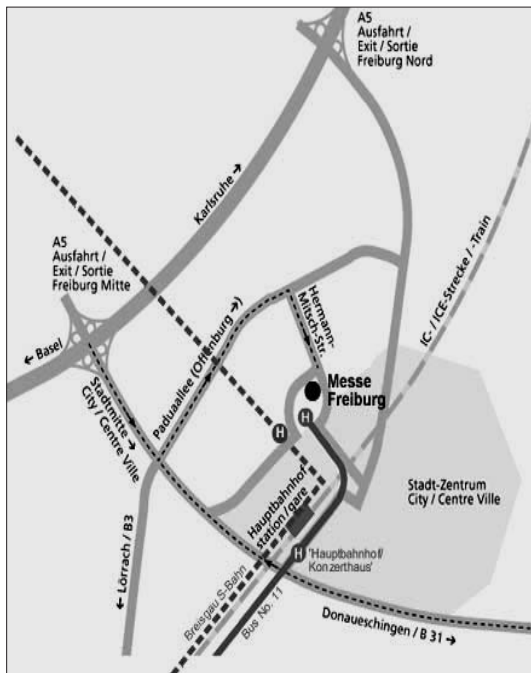 A5
Ausfahrt /
Exit / Sortie
Freiburg Nord
Karlsruhe →
A5
Ausfahrt /
Exit / Sortie
Freiburg Mitte
← Basel
Stadtmitte →
City / Centre Ville
Paduaallee (Offenburg →)
Hermann-
Mitsch-Str.
IC- / ICE-Strecke / -Train
Messe
Freiburg
H
H
Stadt-Zentrum
City / Centre Ville
Hauptbahnhof
station /gare
H
'Hauptbahnhof/
Konzerthaus'
← Lörrach / B3
Breisgau S-Bahn
Bus No. 11
Donaueschingen / B 31 →